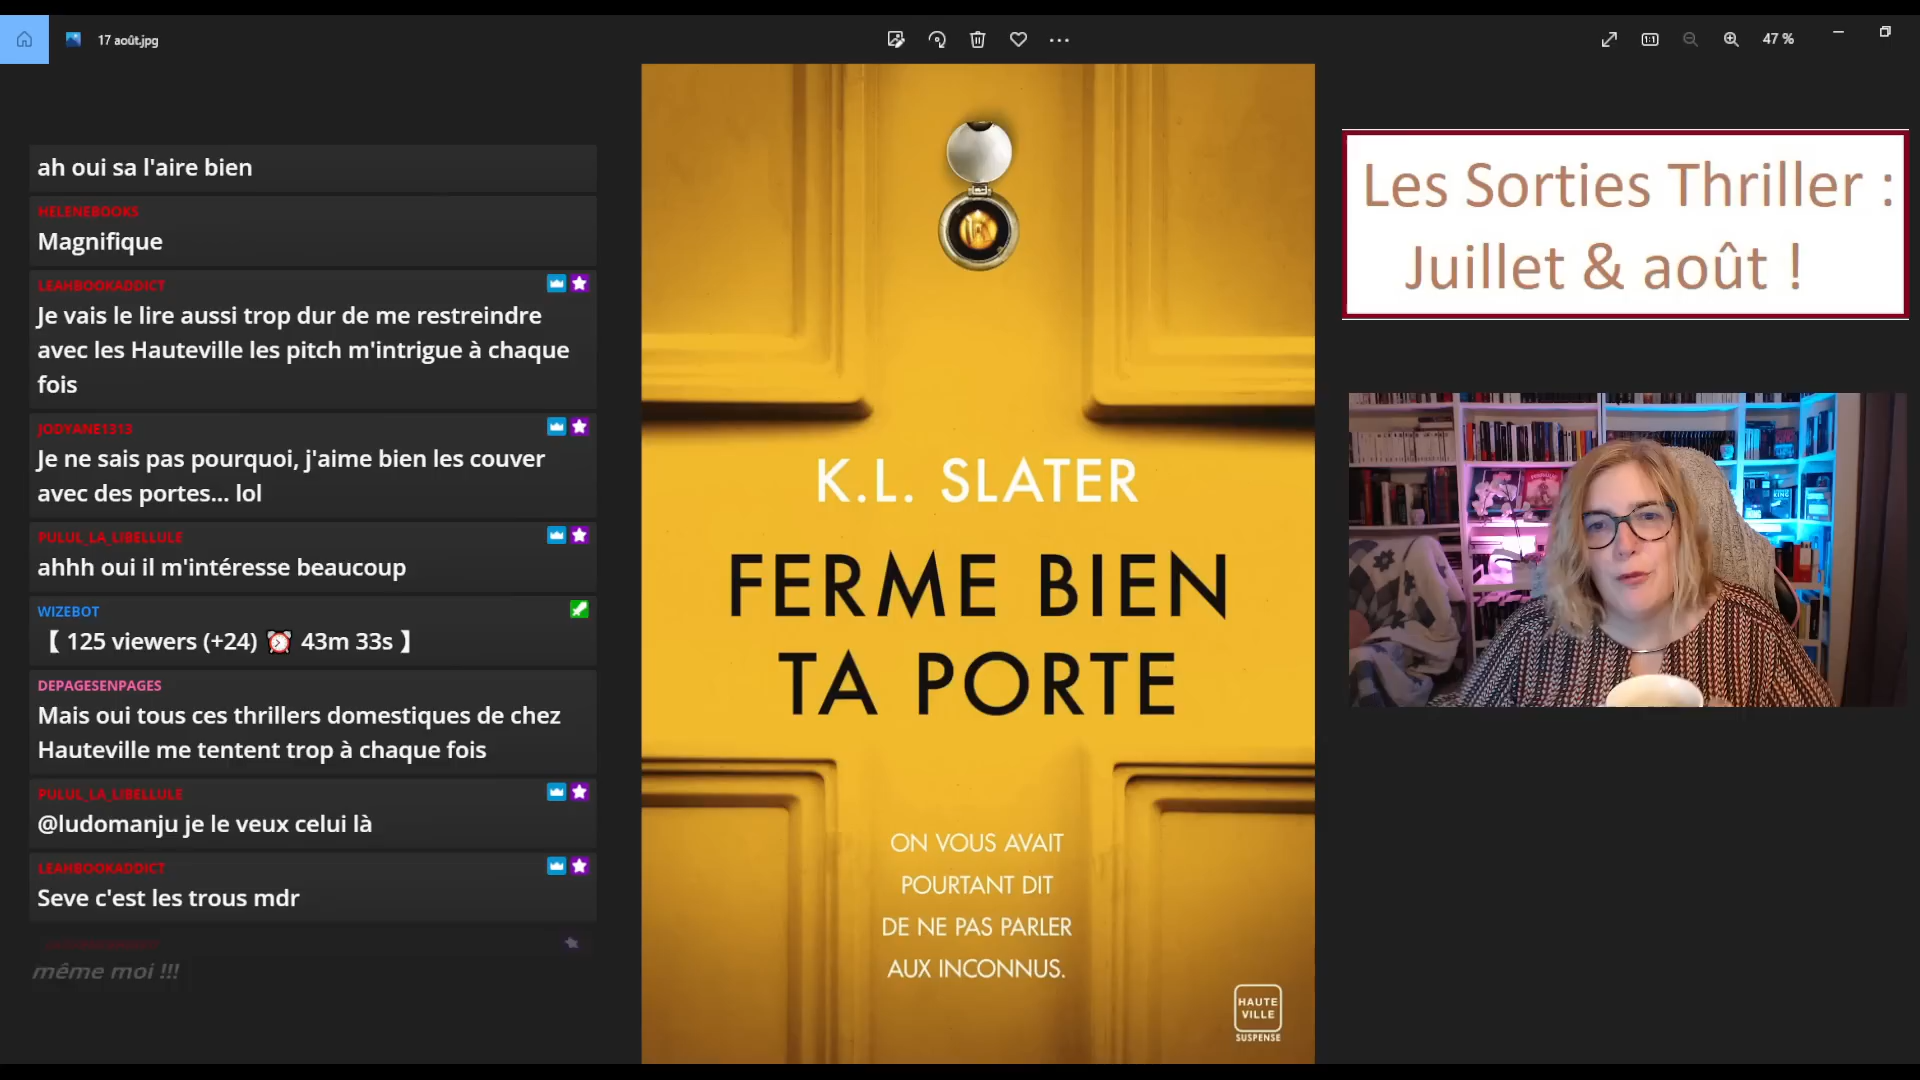 17 août.jpg
47 %
ah oui sa l'aire bien
HELENEBOOKS
Magnifique
LEAHBOOKADDICT
Je vais le lire aussi trop dur de me restreindre
avec les Hauteville les pitch m'intrigue à chaque
fois
JODYANE1313
Je ne sais pas pourquoi, j'aime bien les couver
avec des portes... lol
PULUL_LA_LIBELLULE
ahhh oui il m'intéresse beaucoup
WIZEBOT
【 125 viewers (+24) ⏰ 43m 33s 】
DEPAGESENPAGES
Mais oui tous ces thrillers domestiques de chez
Hauteville me tentent trop à chaque fois
PULUL_LA_LIBELLULE
@ludomanju je le veux celui là
LEAHBOOKADDICT
Seve c'est les trous mdr
même moi !!!
K.L. SLATER
FERME BIEN
TA PORTE
ON VOUS AVAIT
POURTANT DIT
DE NE PAS PARLER
AUX INCONNUS.
HAUTE
VILLE
SUSPENSE
Les Sorties Thriller :
Juillet & août !
KING